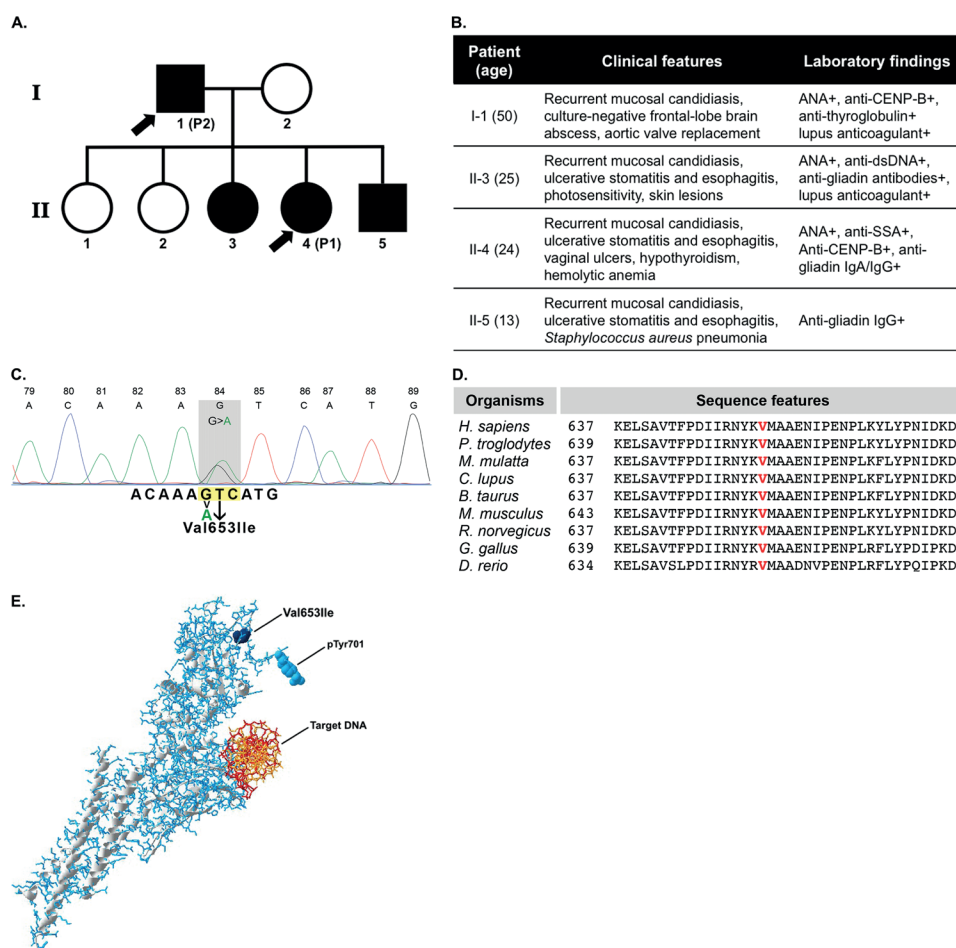 A.
I
1 (P2)
2
II
1
2
3
4 (P1)
5
B.
Patient (age)
Clinical features
Laboratory findings
I-1 (50)
Recurrent mucosal candidiasis,
culture-negative frontal-lobe brain
abscess, aortic valve replacement
ANA+, anti-CENP-B+,
anti-thyroglobulin+
lupus anticoagulant+
II-3 (25)
Recurrent mucosal candidiasis,
ulcerative stomatitis and esophagitis,
photosensitivity, skin lesions
ANA+, anti-dsDNA+,
anti-gliadin antibodies+,
lupus anticoagulant+
II-4 (24)
Recurrent mucosal candidiasis,
ulcerative stomatitis and esophagitis,
vaginal ulcers, hypothyroidism,
hemolytic anemia
ANA+, anti-SSA+,
Anti-CENP-B+, anti-
gliadin IgA/IgG+
II-5 (13)
Recurrent mucosal candidiasis,
ulcerative stomatitis and esophagitis,
Staphylococcus aureus pneumonia
Anti-gliadin IgG+
C.
79 80 81 82 83 84 85 86 87 88 89
A C A A A G T C A T G
G>A
ACAAAGTCATG
V
A
Val653Ile
D.
Organisms Sequence features
H. sapiens 637 KELSAVTFPDIIRNYKVMAAENIPENPLKYLYPNIDKD
P. troglodytes 639 KELSAVTFPDIIRNYKVMAAENIPENPLKYLYPNIDKD
M. mulatta 637 KELSAVTFPDIIRNYKVMAAENIPENPLKFLYPNIDKD
C. lupus 637 KELSAVTFPDIIRNYKVMAAENIPENPLKYLYPNIDKD
B. taurus 637 KELSAVTFPDIIRNYKVMAAENIPENPLKYLYPNIDKD
M. musculus 643 KELSAVTFPDIIRNYKVMAAENIPENPLKYLYPNIDKD
R. norvegicus 637 KELSAVTFPDIIRNYKVMAAENIPENPLKYLYPNIDKD
G. gallus 639 KELSAVTFPDIIRNYKVMAAENIPENPLRFLYPDIPKD
D. rerio 634 KELSAVSLPDIIRNYRVMAADNVPENPLRFLYPQIPKD
E.
Val653Ile
pTyr701
Target DNA